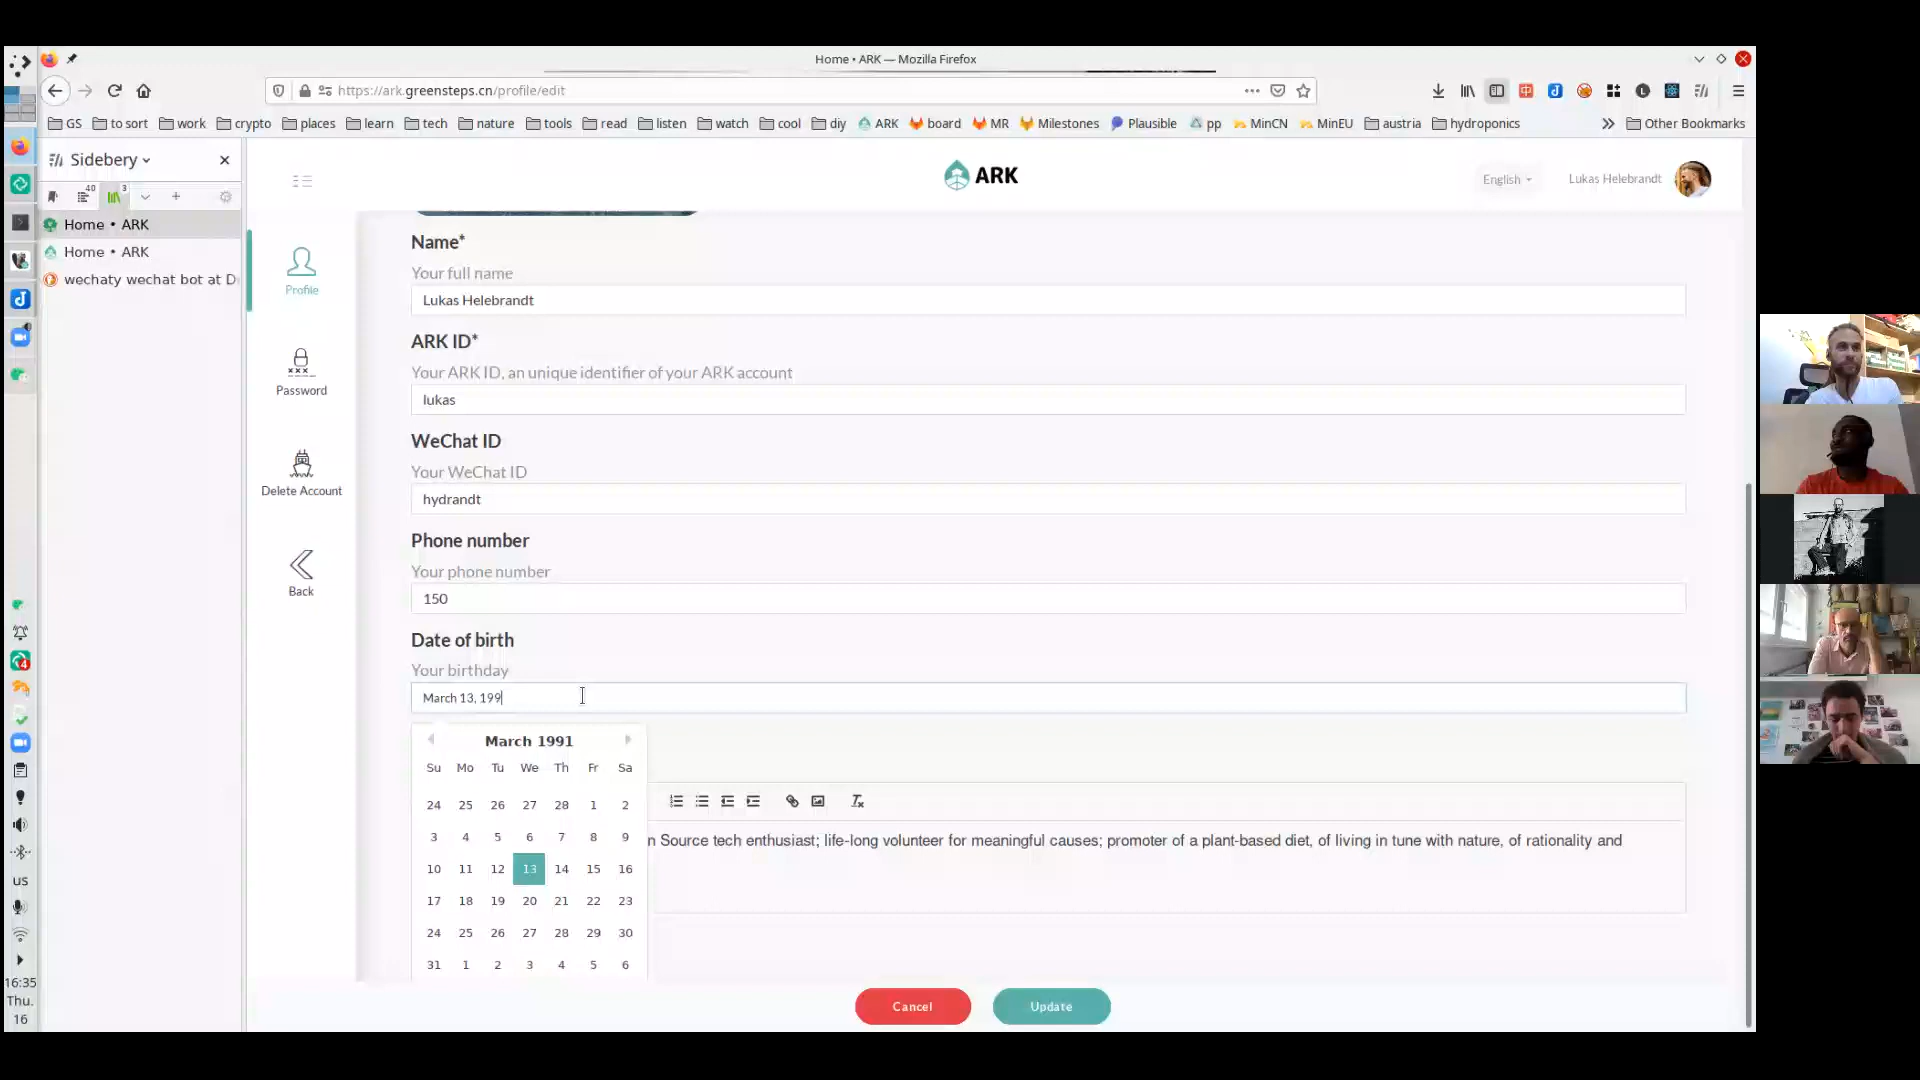 Home • ARK — Mozilla Firefox
https://ark.greensteps.cn/profile/edit
GS to sort work crypto places learn tech nature tools read listen watch cool diy ARK board MR Milestones Plausible pp MinCN MinEU austria hydroponics Other Bookmarks
Sidebery
40 3
Home • ARK
Home • ARK
wechaty wechat bot at D
ARK
English
Lukas Helebrandt
Profile
Password
Delete Account
Back
Name*
Your full name
Lukas Helebrandt
ARK ID*
Your ARK ID, an unique identifier of your ARK account
lukas
WeChat ID
Your WeChat ID
hydrandt
Phone number
Your phone number
150
Date of birth
Your birthday
March 13, 199
March 1991
Su Mo Tu We Th Fr Sa
24 25 26 27 28 1 2
3 4 5 6 7 8 9
10 11 12 13 14 15 16
17 18 19 20 21 22 23
24 25 26 27 28 29 30
31 1 2 3 4 5 6
n Source tech enthusiast; life-long volunteer for meaningful causes; promoter of a plant-based diet, of living in tune with nature, of rationality and
Cancel
Update
4
US
16:35
Thu.
16